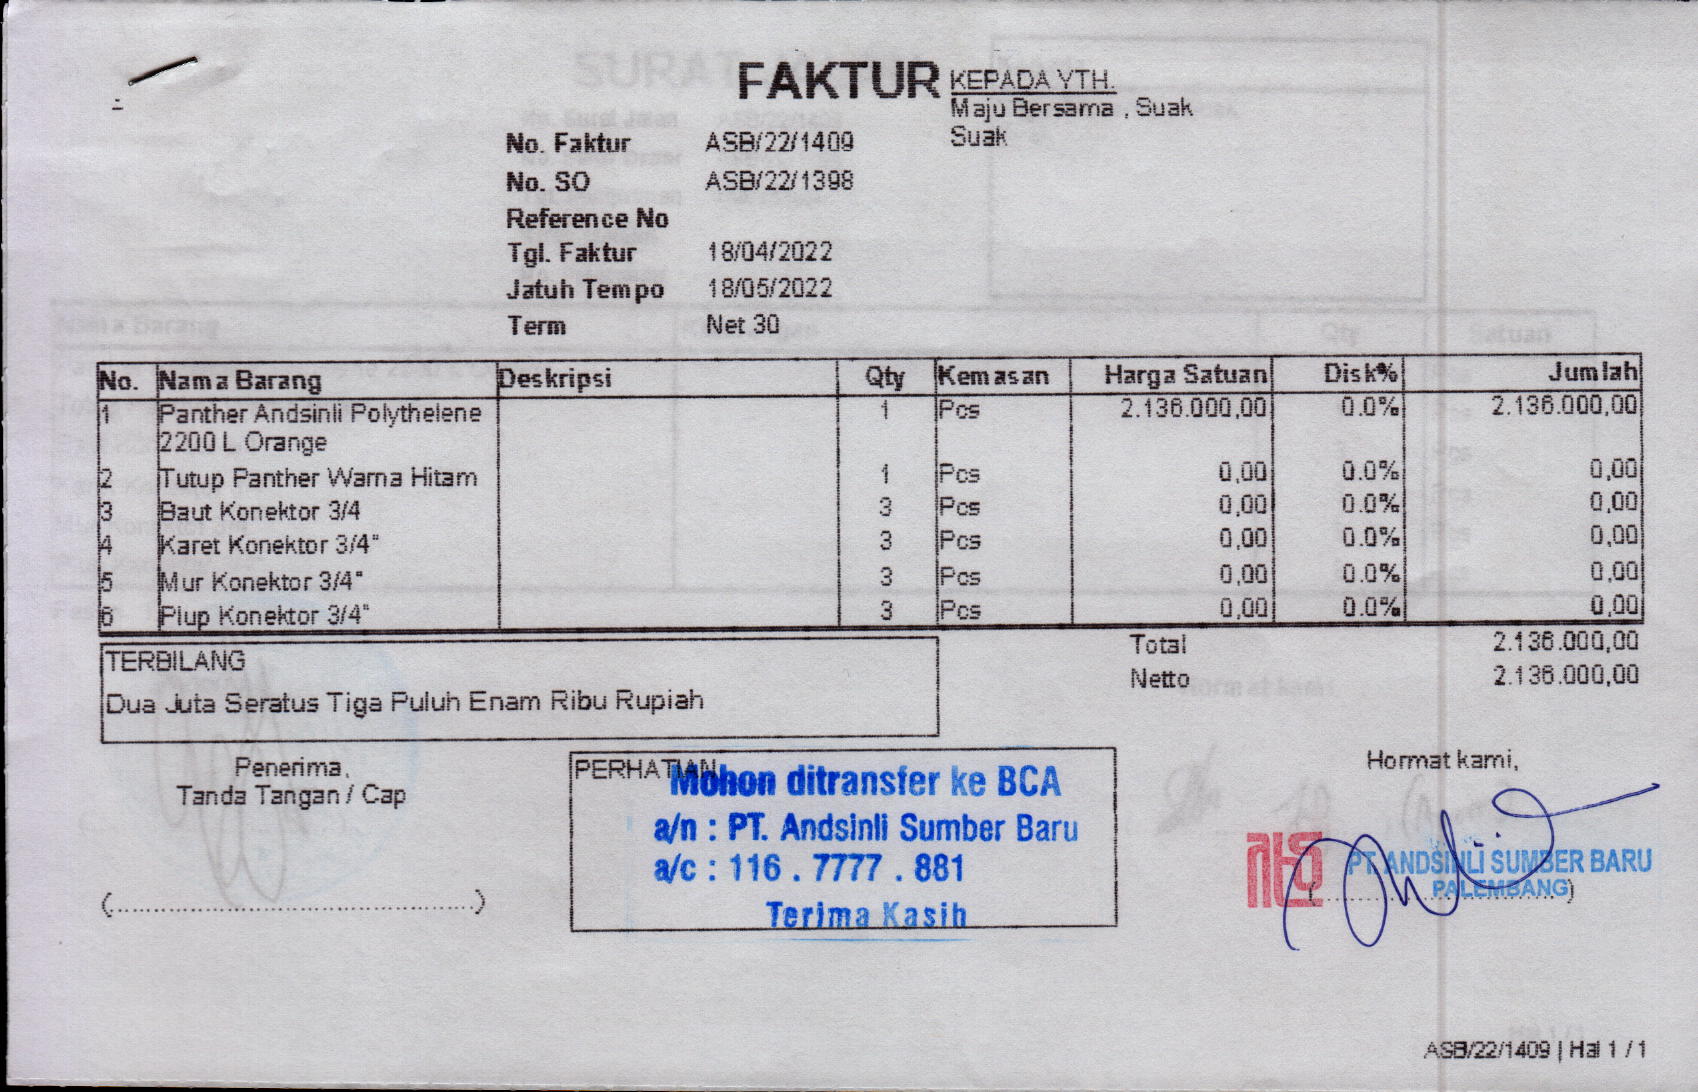 FAKTUR
KEPADA YTH.
Maju Bersama , Suak
Suak
No. Faktur ASB/22/1409
No. SO ASB/22/1398
Reference No
Tgl. Faktur 18/04/2022
Jatuh Tempo 18/05/2022
Term Net 30
No. Nama Barang Deskripsi Qty Kemasan Harga Satuan Disk% Jumlah
1 Panther Andsinli Polythelene 1 Pcs 2.136.000,00 0.0% 2.136.000,00
2200 L Orange
2 Tutup Panther Warna Hitam 1 Pcs 0,00 0.0% 0,00
3 Baut Konektor 3/4 3 Pcs 0,00 0.0% 0,00
4 Karet Konektor 3/4" 3 Pcs 0,00 0.0% 0,00
5 Mur Konektor 3/4" 3 Pcs 0,00 0.0% 0,00
6 Plup Konektor 3/4" 3 Pcs 0,00 0.0% 0,00
Total 2.136.000,00
Netto 2.136.000,00
TERBILANG
Dua Juta Seratus Tiga Puluh Enam Ribu Rupiah
Penerima,
Tanda Tangan / Cap
(..........................................)
PERHATIAN
Mohon ditransfer ke BCA
a/n : PT. Andsinli Sumber Baru
a/c : 116 . 7777 . 881
Terima Kasih
Hormat kami,
PT. ANDSINLI SUMBER BARU
PALEMBANG
ASB/22/1409 | Hal 1 / 1